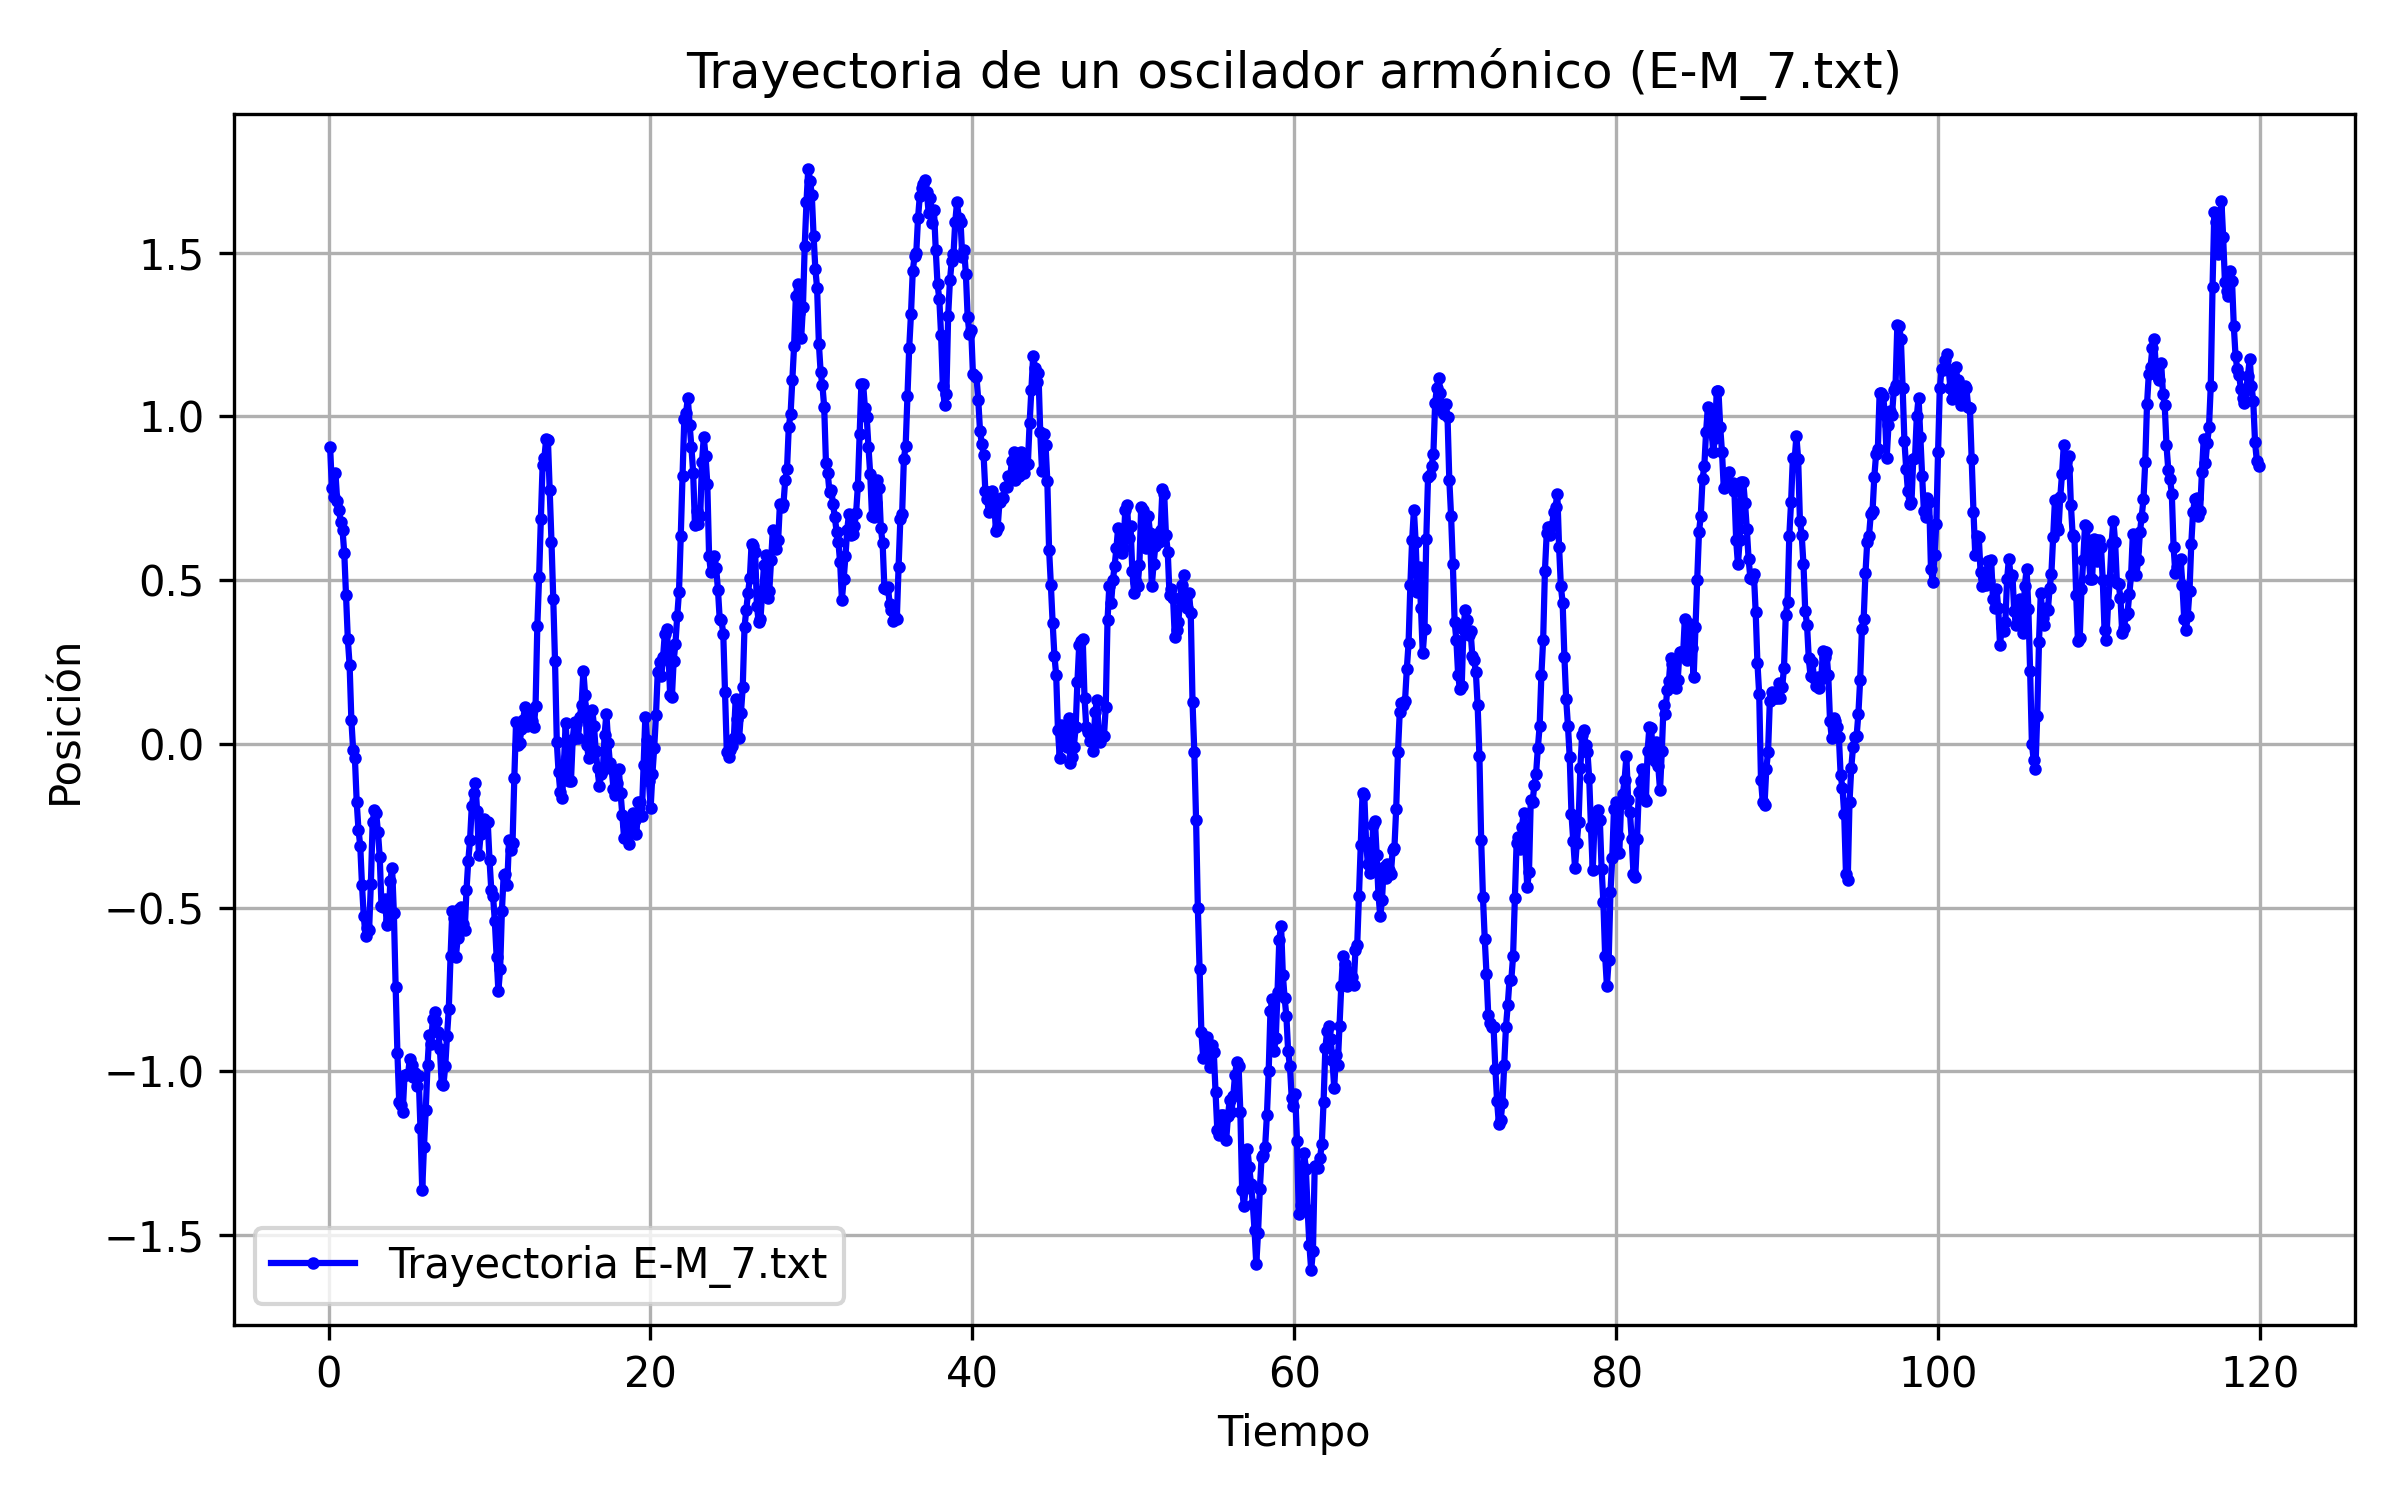 Trayectoria de un oscilador armónico (E-M_7.txt)
1.5
1.0
0.5
0.0
−0.5
−1.0
−1.5
Posición
Trayectoria E-M_7.txt
0 20 40 60 80 100 120
Tiempo